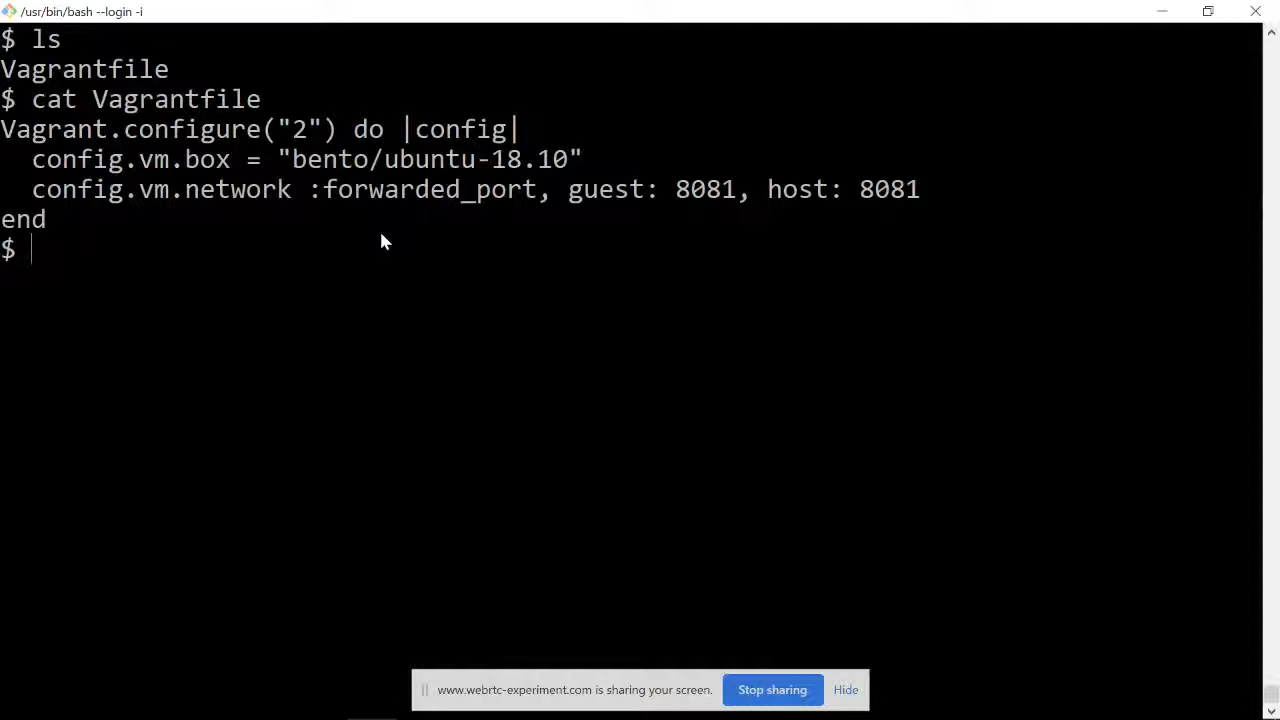 /usr/bin/bash --login -i
$ ls
Vagrantfile
$ cat Vagrantfile
Vagrant.configure("2") do |config|
  config.vm.box = "bento/ubuntu-18.10"
  config.vm.network :forwarded_port, guest: 8081, host: 8081
end
$
www.webrtc-experiment.com is sharing your screen. Stop sharing Hide